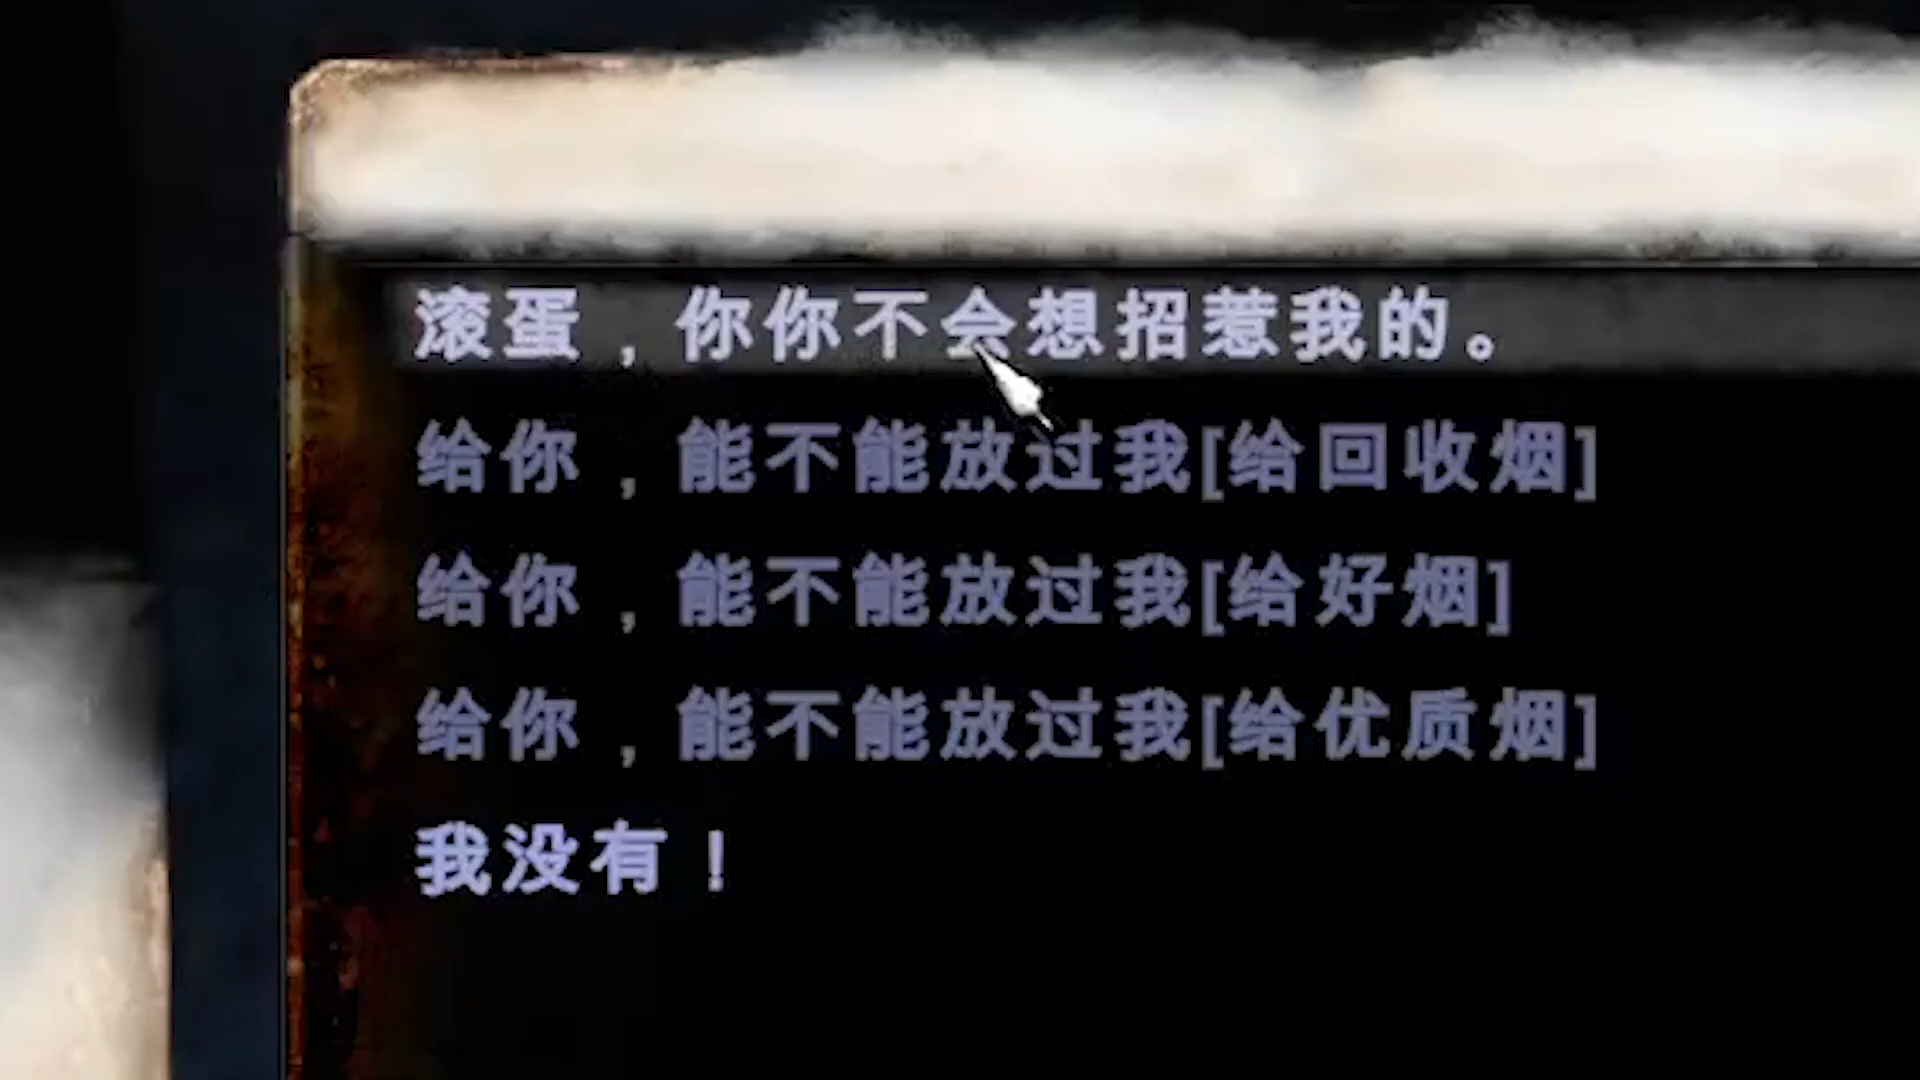 滚蛋，你你不会想招惹我的。
给你，能不能放过我[给回收烟]
给你，能不能放过我[给好烟]
给你，能不能放过我[给优质烟]
我没有！